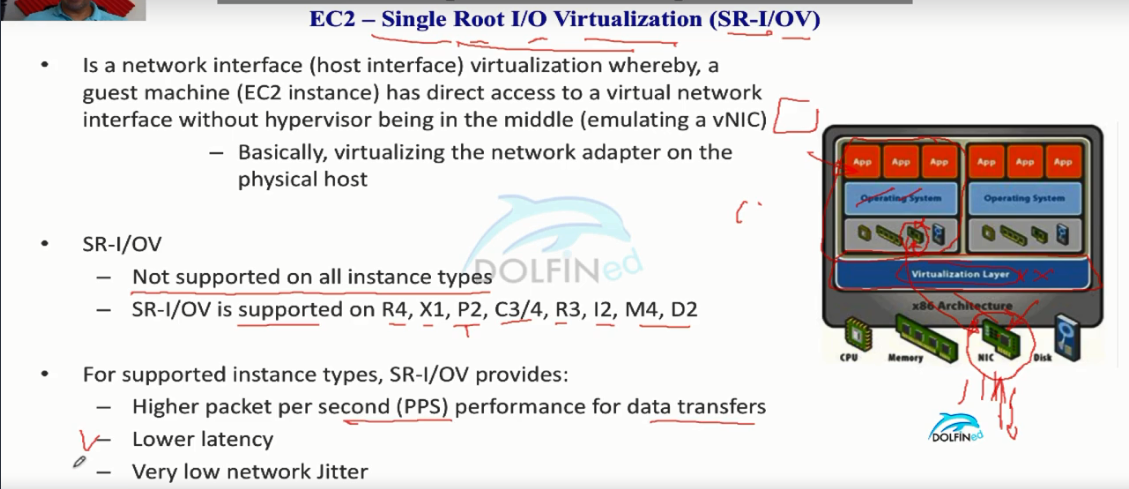 EC2 – Single Root I/O Virtualization (SR-I/OV)
• Is a network interface (host interface) virtualization whereby, a
guest machine (EC2 instance) has direct access to a virtual network
interface without hypervisor being in the middle (emulating a vNIC)
– Basically, virtualizing the network adapter on the
physical host
• SR-I/OV
– Not supported on all instance types
– SR-I/OV is supported on R4, X1, P2, C3/4, R3, I2, M4, D2
• For supported instance types, SR-I/OV provides:
– Higher packet per second (PPS) performance for data transfers
– Lower latency
– Very low network Jitter
DOLFINed
App App App App App App
Operating System Operating System
Virtualization Layer
x86 Architecture
CPU Memory NIC Disk
DOLFINed